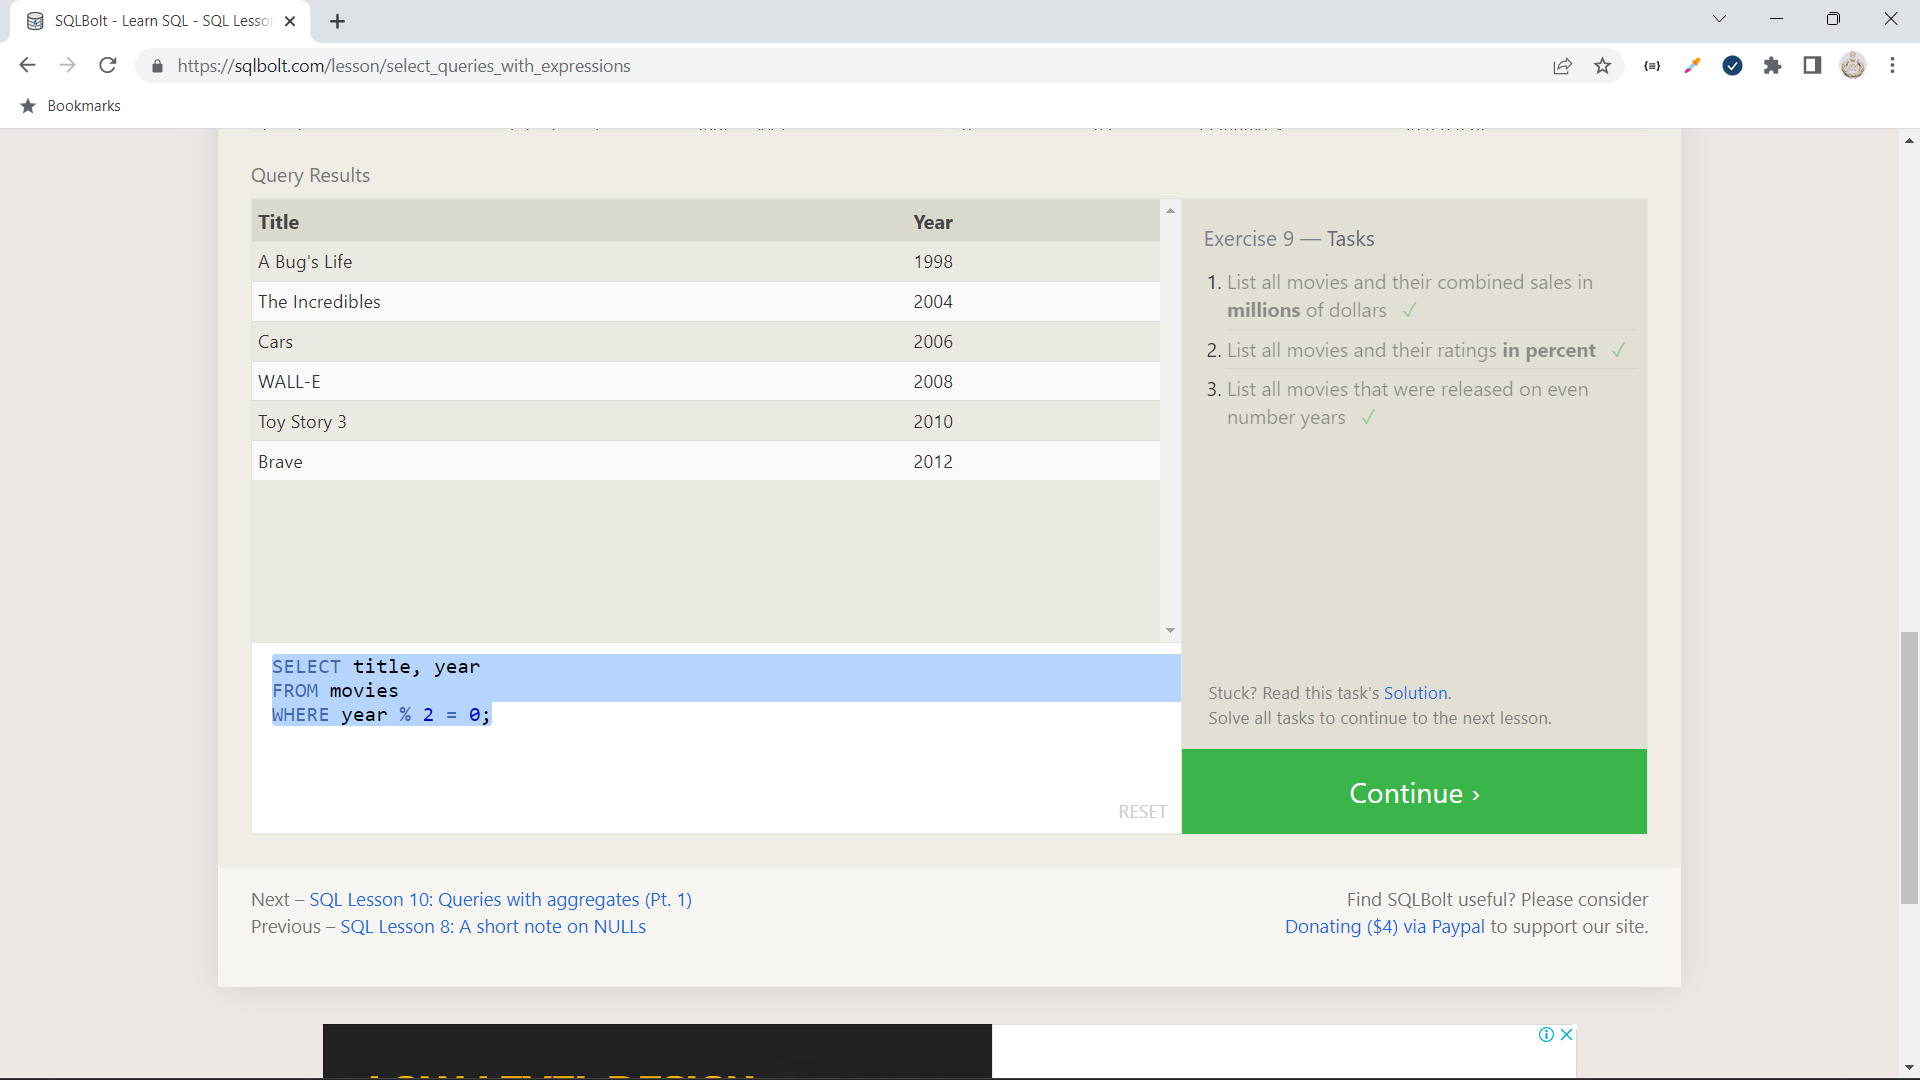 SQLBolt - Learn SQL - SQL Lesso
https://sqlbolt.com/lesson/select_queries_with_expressions
Bookmarks
Query Results
Title Year
A Bug's Life 1998
The Incredibles 2004
Cars 2006
WALL-E 2008
Toy Story 3 2010
Brave 2012
SELECT title, year
FROM movies
WHERE year % 2 = 0;
RESET
Exercise 9 — Tasks
1. List all movies and their combined sales in
millions of dollars ✓
2. List all movies and their ratings in percent ✓
3. List all movies that were released on even
number years ✓
Stuck? Read this task's Solution.
Solve all tasks to continue to the next lesson.
Continue ›
Next – SQL Lesson 10: Queries with aggregates (Pt. 1)
Previous – SQL Lesson 8: A short note on NULLs
Find SQLBolt useful? Please consider
Donating ($4) via Paypal to support our site.
LOW LEVEL DESIGN